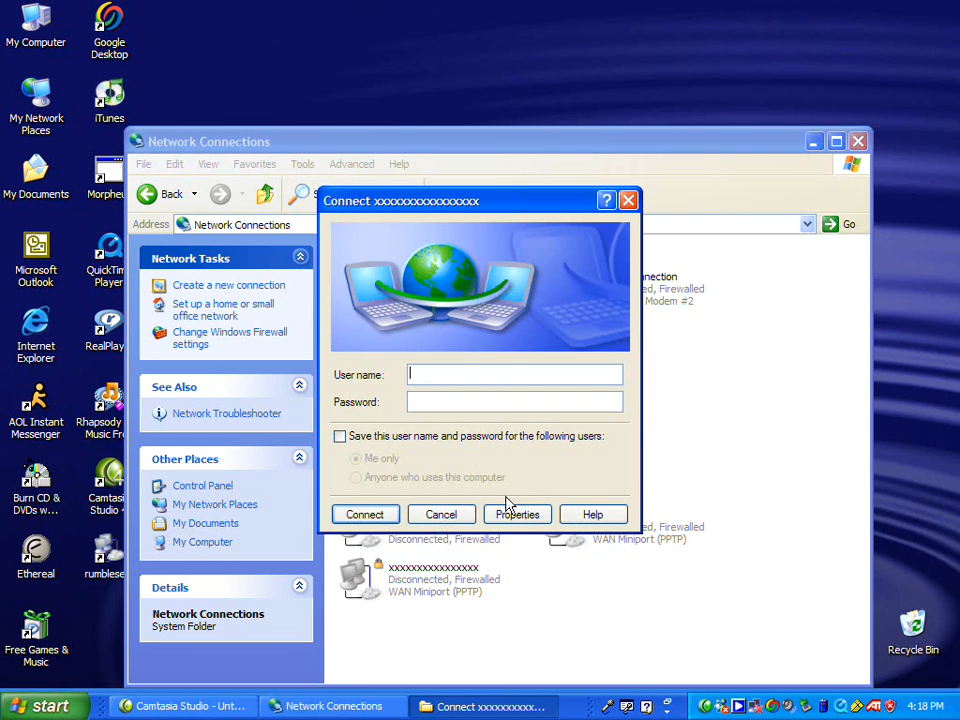 My Computer
Google
Desktop
My Network
Places
iTunes
My Documents
Morpheu
Microsoft
Outlook
QuickTim
Player
Internet
Explorer
RealPlay
AOL Instant
Messenger
Rhapsody
Music Fr
Burn CD &
DVDs w...
Camtasi
Studio
Ethereal
rumblese
Free Games &
Music
Recycle Bin
Network Connections
File Edit View Favorites Tools Advanced Help
Back
Address Network Connections Go
Network Tasks
Create a new connection
Set up a home or small
office network
Change Windows Firewall
settings
See Also
Network Troubleshooter
Other Places
Control Panel
My Network Places
My Documents
My Computer
Details
Network Connections
System Folder
nection
ed, Firewalled
Modem #2
Connect xxxxxxxxxxxxxxxx
User name:
Password:
Save this user name and password for the following users:
Me only
Anyone who uses this computer
Connect Cancel Properties Help
Disconnected, Firewalled
WAN Miniport (PPTP)
xxxxxxxxxxxxxxx
Disconnected, Firewalled
WAN Miniport (PPTP)
start
Camtasia Studio - Unt...
Network Connections
Connect xxxxxxxxxx...
4:18 PM